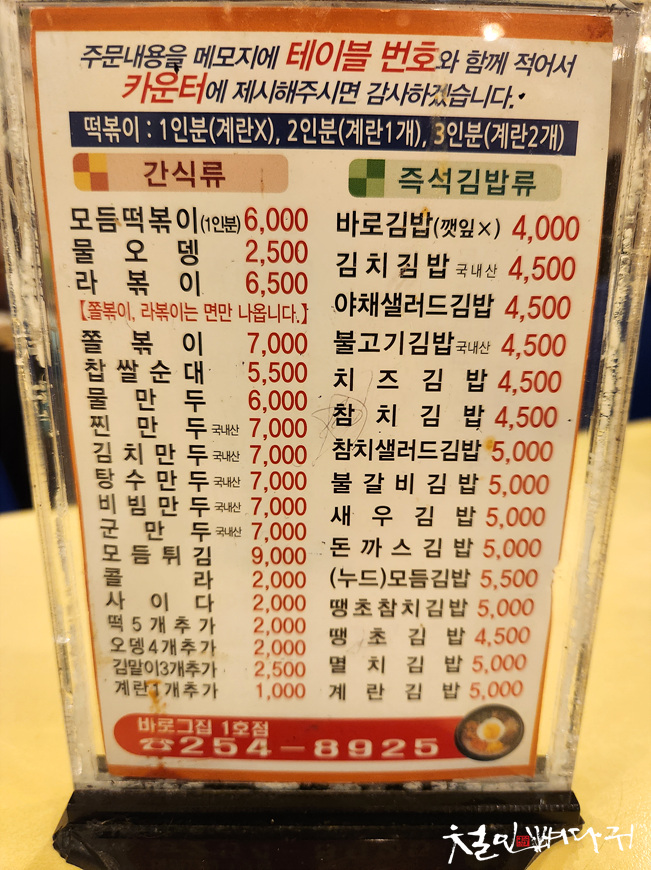 주문내용을 메모지에 테이블 번호와 함께 적어서
카운터에 제시해주시면 감사하겠습니다.
떡볶이 : 1인분(계란X), 2인분(계란1개), 3인분(계란2개)
간식류
모듬떡볶이(1인분) 6,000
물오뎅 2,500
라볶이 6,500
【쫄볶이, 라볶이는 면만 나옵니다.】
쫄볶이 7,000
찹쌀순대 5,500
물만두 6,000
찐만두 국내산 7,000
김치만두 국내산 7,000
탕수만두 국내산 7,000
비빔만두 국내산 7,000
군만두 국내산 7,000
모듬튀김 9,000
콜라 2,000
사이다 2,000
떡5개추가 2,000
오뎅4개추가 2,000
김말이3개추가 2,500
계란1개추가 1,000
즉석김밥류
바로김밥(깻잎×) 4,000
김치김밥 국내산 4,500
야채샐러드김밥 4,500
불고기김밥 국내산 4,500
치즈김밥 4,500
참치김밥 4,500
참치샐러드김밥 5,000
불갈비김밥 5,000
새우김밥 5,000
돈까스김밥 5,000
(누드)모듬김밥 5,500
땡초참치김밥 5,000
땡초김밥 4,500
멸치김밥 5,000
계란김밥 5,000
바로그집 1호점
☎254-8925